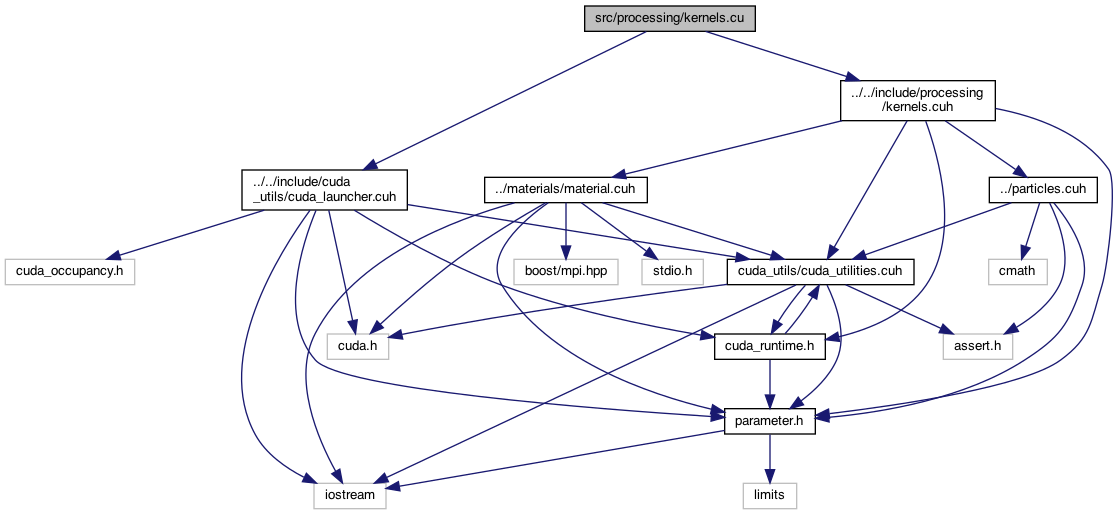 src/processing/kernels.cu
../../include/processing
/kernels.cuh
../../include/cuda
_utils/cuda_launcher.cuh
../materials/material.cuh
../particles.cuh
cuda_occupancy.h
boost/mpi.hpp
stdio.h
cuda_utils/cuda_utilities.cuh
cmath
cuda.h
cuda_runtime.h
assert.h
parameter.h
iostream
limits